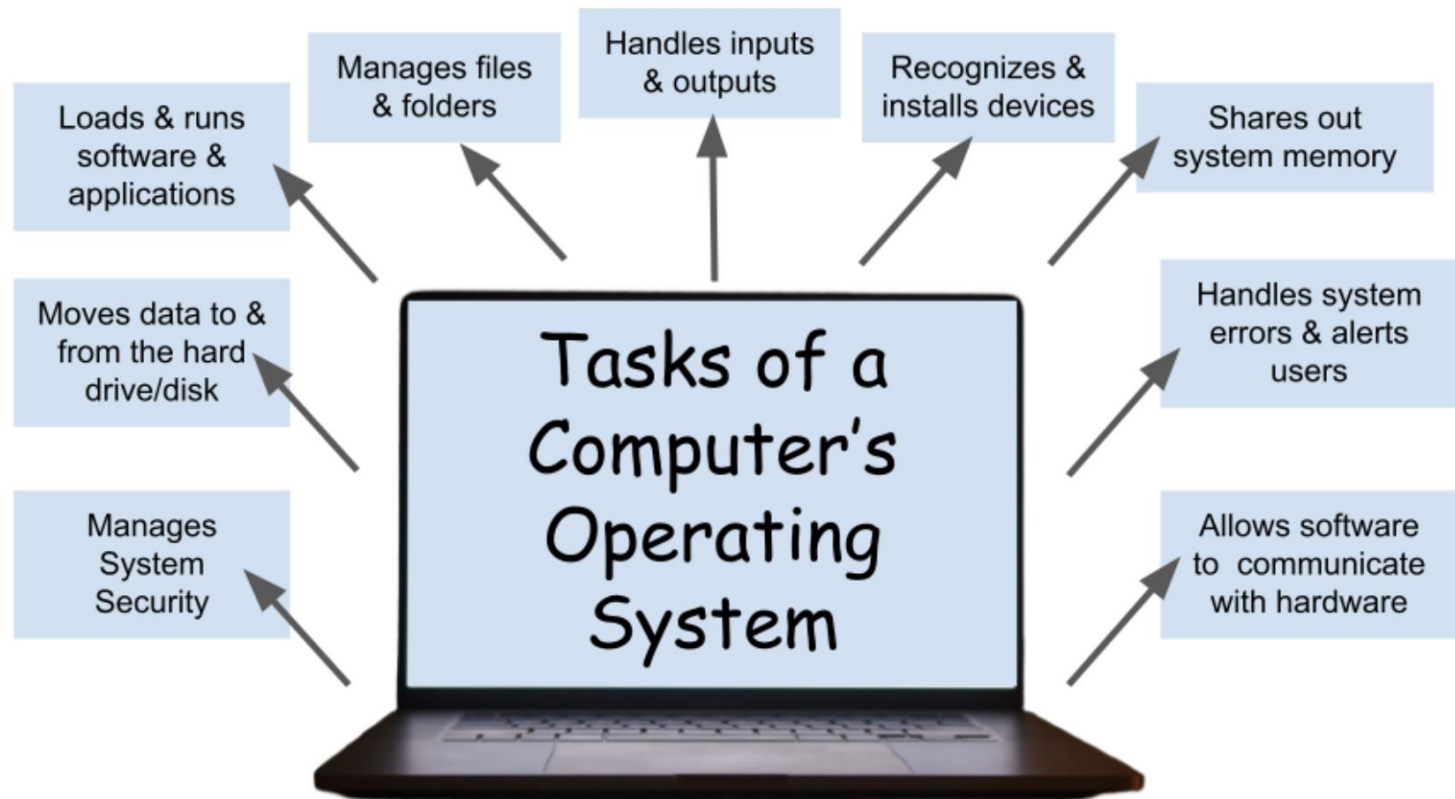 Handles inputs
& outputs
Manages files
& folders
Recognizes &
installs devices
Loads & runs
software &
applications
Shares out
system memory
Moves data to &
from the hard
drive/disk
Handles system
errors & alerts
users
Tasks of a
Computer's
Operating
System
Manages
System
Security
Allows software
to communicate
with hardware